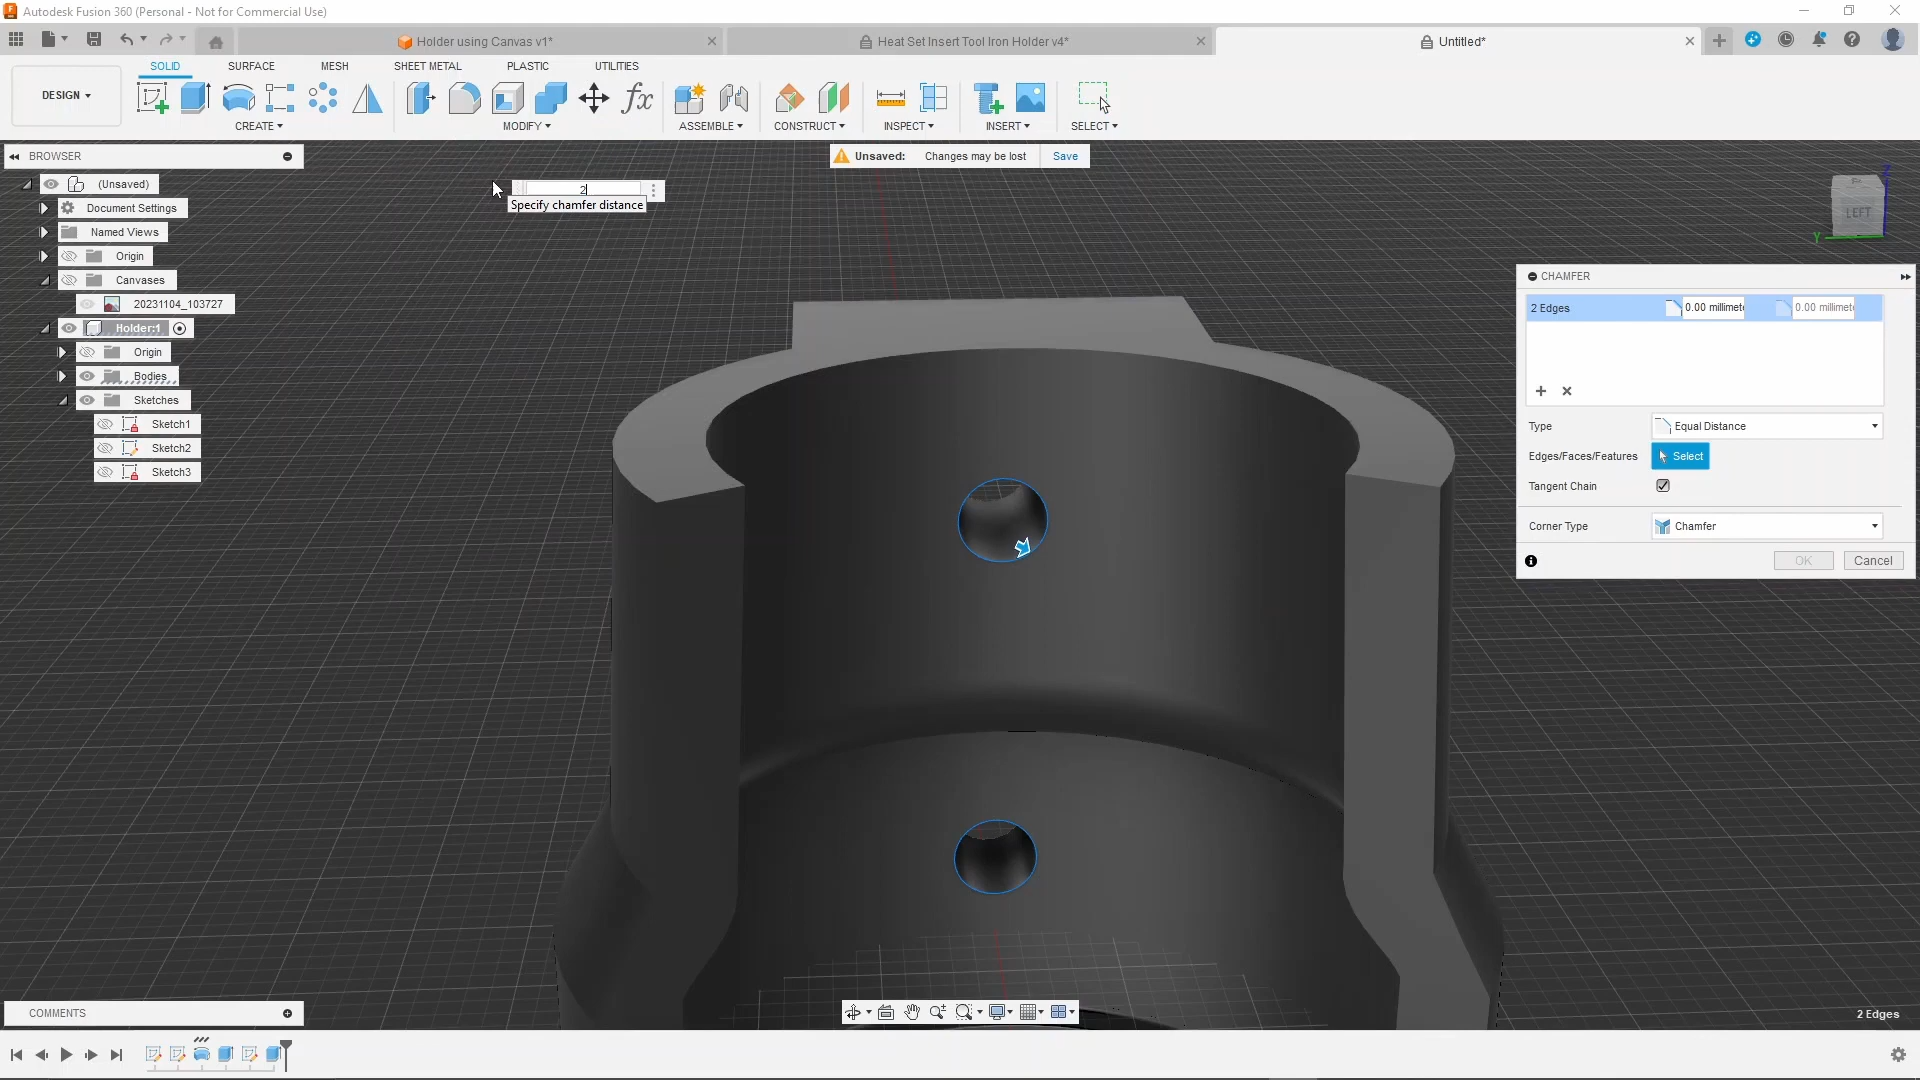 Autodesk Fusion 360 (Personal - Not for Commercial Use)
Holder using Canvas v1*
Heat Set Insert Tool Iron Holder v4*
Untitled*
SOLID
SURFACE
MESH
SHEET METAL
PLASTIC
UTILITIES
DESIGN
CREATE
MODIFY
ASSEMBLE
CONSTRUCT
INSPECT
INSERT
SELECT
BROWSER
Unsaved: Changes may be lost Save
(Unsaved)
Document Settings
Named Views
Origin
Canvases
20231104_103727
Holder:1
Origin
Bodies
Sketches
Sketch1
Sketch2
Sketch3
2
Specify chamfer distance
Z
LEFT
Y
CHAMFER
2 Edges 0.00 millimet 0.00 millimet
Type Equal Distance
Edges/Faces/Features Select
Tangent Chain
Corner Type Chamfer
OK Cancel
COMMENTS
2 Edges